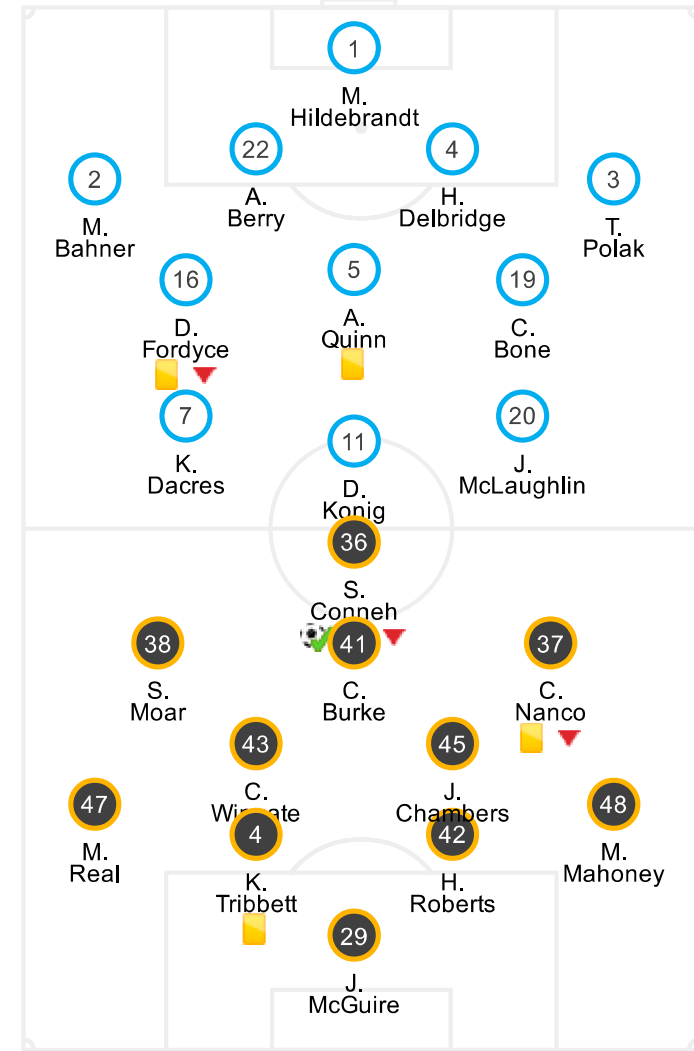 1
M.
Hildebrandt
22
A.
Berry
4
H.
Delbridge
2
M.
Bahner
3
T.
Polak
16
D.
Fordyce
5
A.
Quinn
19
C.
Bone
7
K.
Dacres
11
D.
Konig
20
J.
McLaughlin
36
S.
Conneh
38
S.
Moar
41
C.
Burke
37
C.
Nanco
43
C.
45
J.
Chambers
47
M.
Real
4
K.
Tribbett
42
H.
Roberts
48
M.
Mahoney
29
J.
McGuire